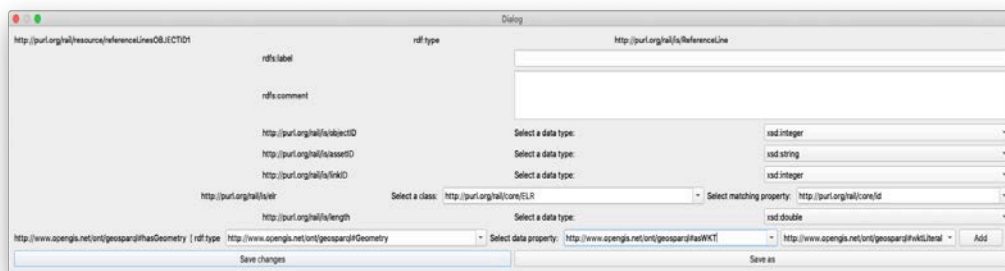 Dialog
http://purl.org/rail/resource/referenceLinesOBJECTID1 rdf:type http://purl.org/rail/is/ReferenceLine
rdfs:label
rdfs:comment
http://purl.org/rail/is/objectID Select a data type: xsd:integer
http://purl.org/rail/is/assetID Select a data type: xsd:string
http://purl.org/rail/is/linkID Select a data type: xsd:integer
http://purl.org/rail/is/elr Select a class: http://purl.org/rail/core/ELR Select matching property: http://purl.org/rail/core/id
http://purl.org/rail/is/length Select a data type: xsd:double
http://www.opengis.net/ont/geosparql#hasGeometry [ rdf:type http://www.opengis.net/ont/geosparql#Geometry Select data property: http://www.opengis.net/ont/geosparql#asWKT http://www.opengis.net/ont/geosparql#wktLiteral Add
Save changes Save as